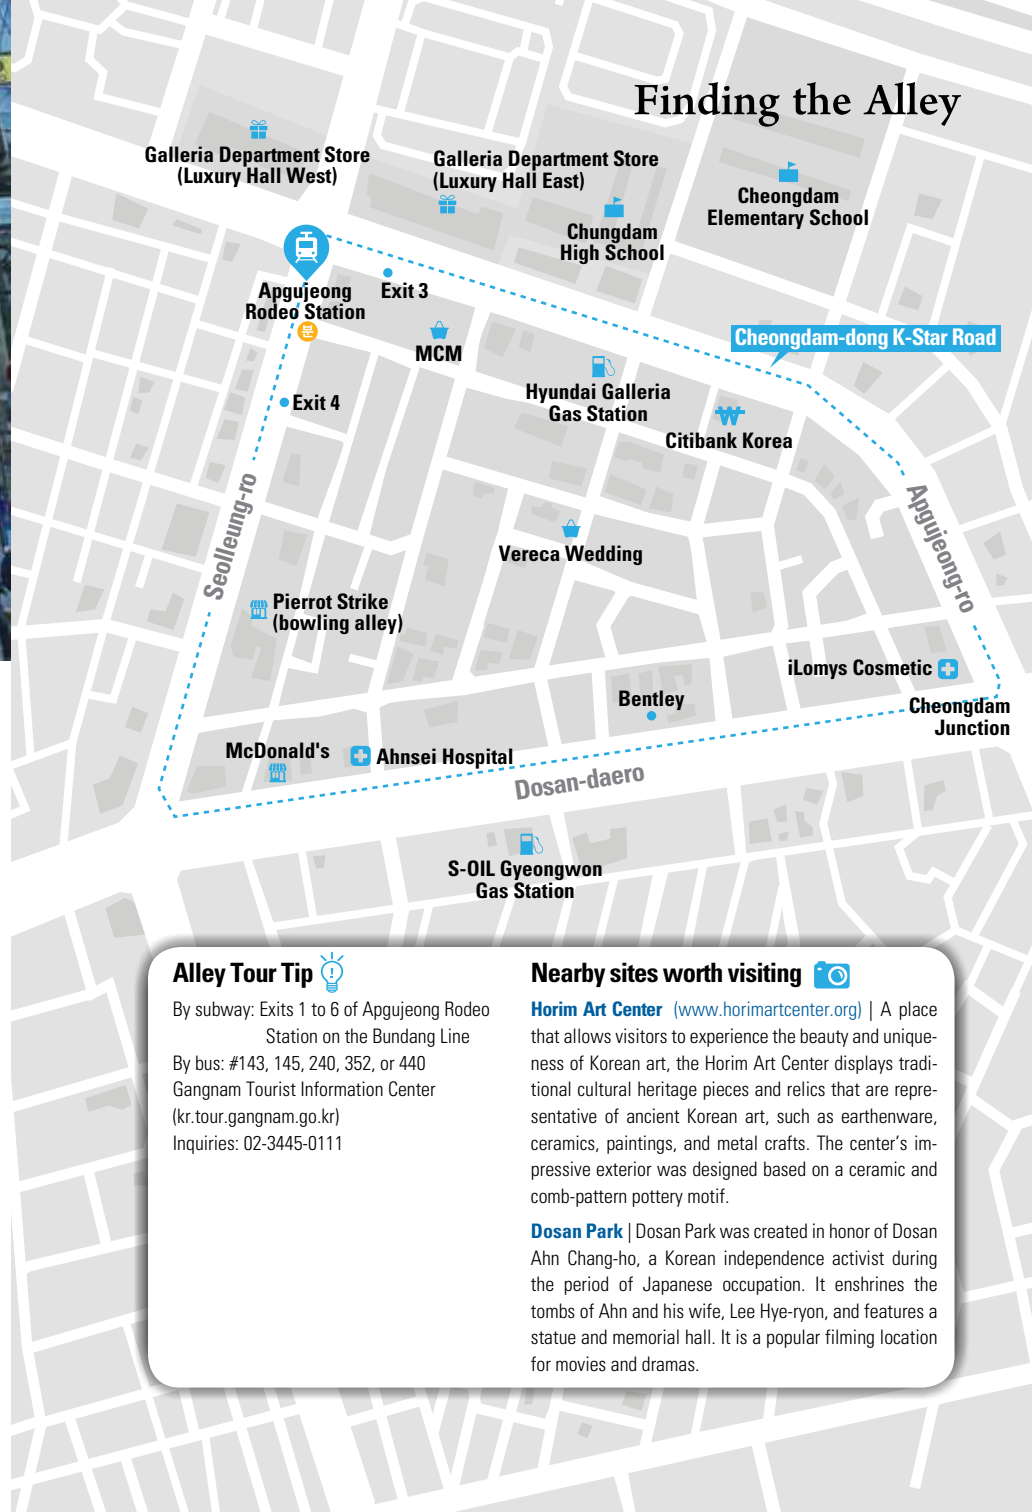 Finding the Alley
Galleria Department Store
(Luxury Hall West)
Galleria Department Store
(Luxury Hall East)
Cheongdam
Elementary School
Chungdam
High School
Apgujeong
Rodeo Station
분
Exit 3
MCM
Cheongdam-dong K-Star Road
Hyundai Galleria
Gas Station
Exit 4
Citibank Korea
Seolleung-ro
Apgujeong-ro
Vereca Wedding
Pierrot Strike
(bowling alley)
iLomys Cosmetic
Bentley
Cheongdam
Junction
McDonald's
Ahnsei Hospital
Dosan-daero
S-OIL Gyeongwon
Gas Station
Alley Tour Tip
By subway: Exits 1 to 6 of Apgujeong Rodeo
Station on the Bundang Line
By bus: #143, 145, 240, 352, or 440
Gangnam Tourist Information Center
(kr.tour.gangnam.go.kr)
Inquiries: 02-3445-0111
Nearby sites worth visiting
Horim Art Center (www.horimartcenter.org) | A place
that allows visitors to experience the beauty and unique-
ness of Korean art, the Horim Art Center displays tradi-
tional cultural heritage pieces and relics that are repre-
sentative of ancient Korean art, such as earthenware,
ceramics, paintings, and metal crafts. The center's im-
pressive exterior was designed based on a ceramic and
comb-pattern pottery motif.
Dosan Park | Dosan Park was created in honor of Dosan
Ahn Chang-ho, a Korean independence activist during
the period of Japanese occupation. It enshrines the
tombs of Ahn and his wife, Lee Hye-ryon, and features a
statue and memorial hall. It is a popular filming location
for movies and dramas.